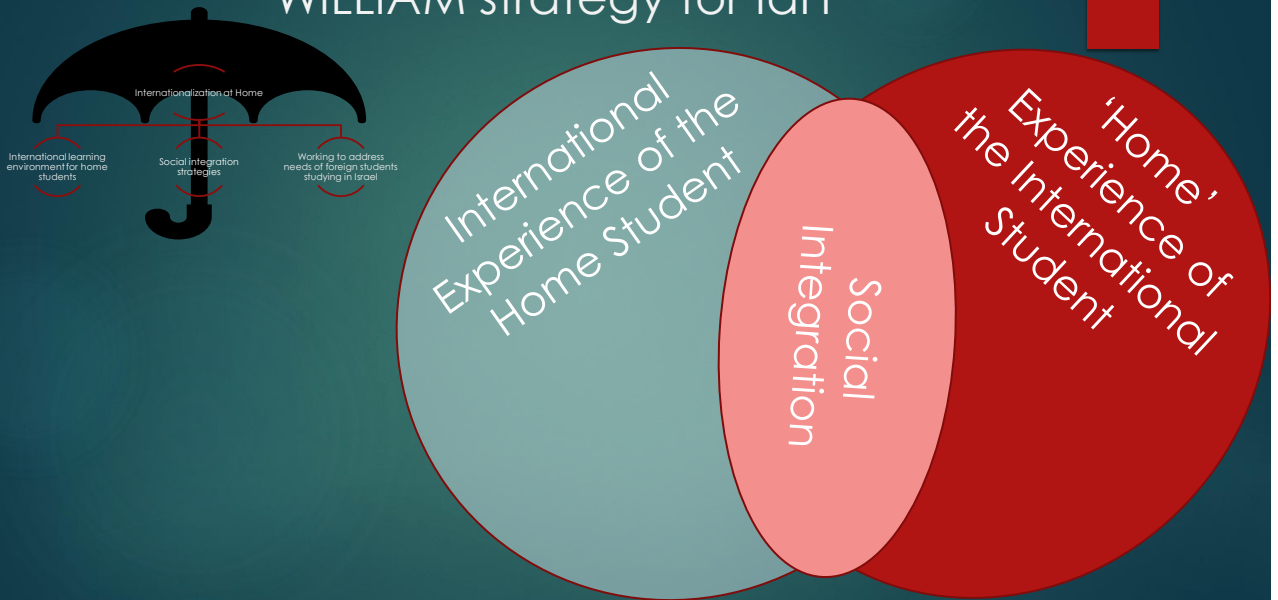 WILLIAM strategy for IaH
Internationalization at Home
International learning
environment for home
students
Social integration
strategies
Working to address
needs of foreign students
studying in Israel
International
Experience of the
Home Student
Social
Integration
‘Home’
Experience of
the International
Student